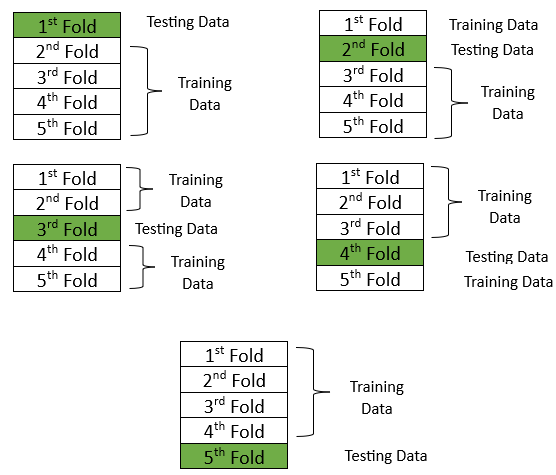 1st Fold Testing Data
2nd Fold
3rd Fold
4th Fold
5th Fold
Training
Data
1st Fold Training Data
2nd Fold Testing Data
3rd Fold
4th Fold
5th Fold
Training
Data
1st Fold
2nd Fold
Training
Data
3rd Fold Testing Data
4th Fold
5th Fold
Training
Data
1st Fold
2nd Fold
3rd Fold
Training
Data
4th Fold Testing Data
5th Fold Training Data
1st Fold
2nd Fold
3rd Fold
4th Fold
Training
Data
5th Fold Testing Data